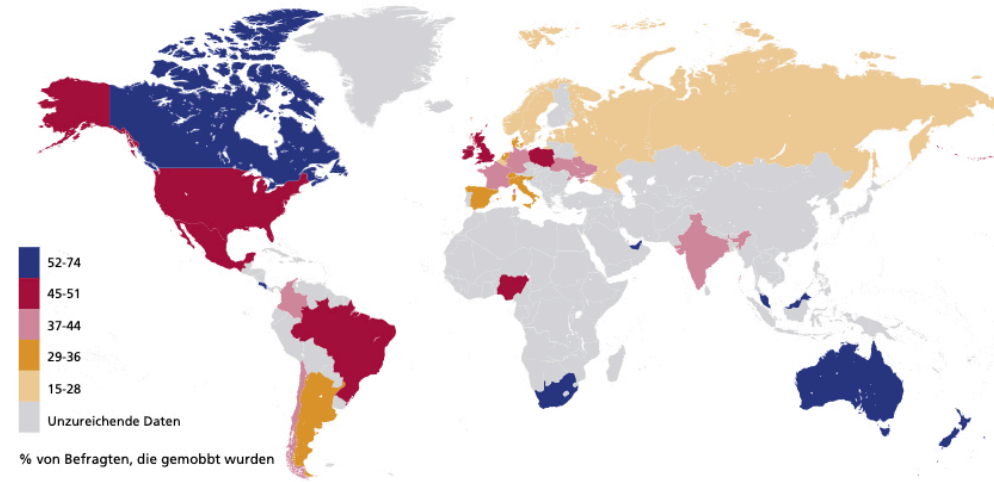 52-74
45-51
37-44
29-36
15-28
Unzureichende Daten
% von Befragten, die gemobbt wurden